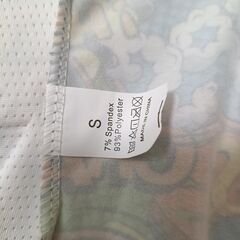 S
7% Spandex
93%Polyester
MADE IN CHINA